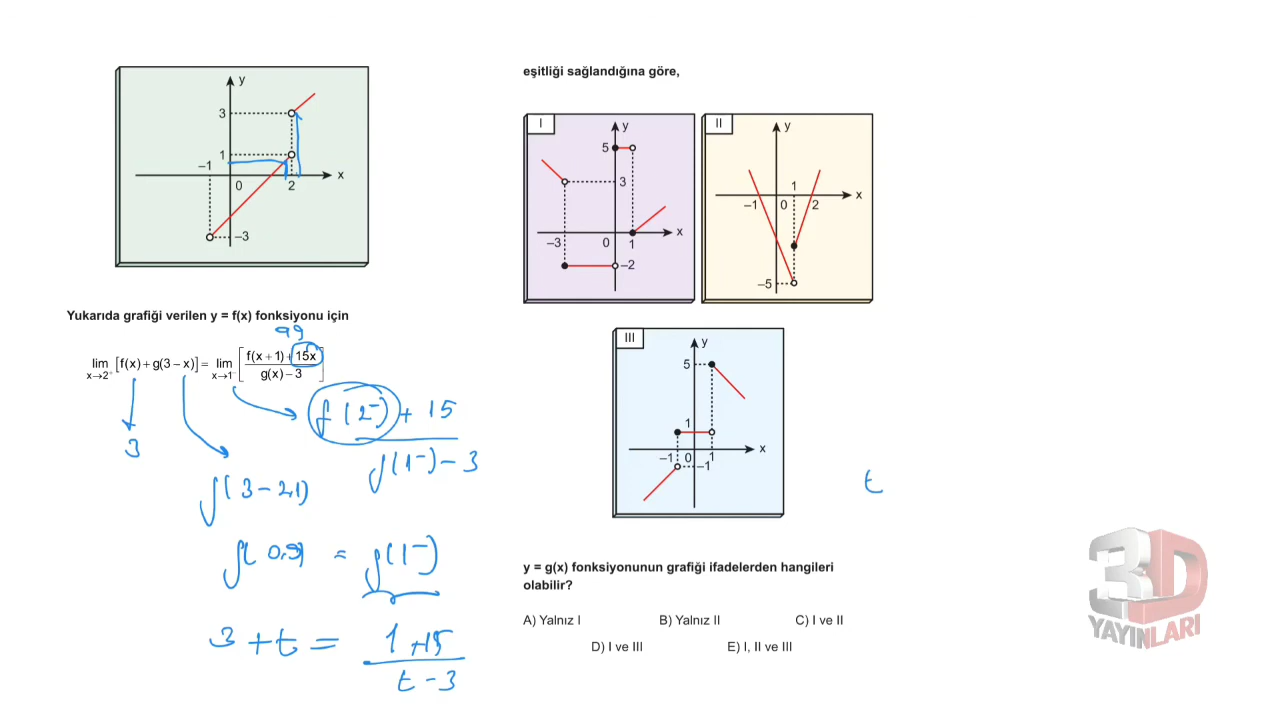 y
3
1
−1
0
2
x
−3
Yukarıda grafiği verilen y = f(x) fonksiyonu için
lim x→2⁺ [f(x) + g(3 − x)] = lim x→1⁻ [f(x + 1) + 15x / g(x) − 3]
3
f(2⁻) + 15
g(1⁻) − 3
g(3 − 2,1)
g(0,9) = g(1⁻)
3 + t = 1 + 15
t − 3
eşitliği sağlandığına göre,
I
y
5
3
−3
0
1
x
−2
II
y
1
x
−1
0
2
−5
III
y
5
1
−1
0
1
x
−1
t
y = g(x) fonksiyonunun grafiği ifadelerden hangileri
olabilir?
A) Yalnız I B) Yalnız II C) I ve II
D) I ve III E) I, II ve III
3D
YAYINLARI